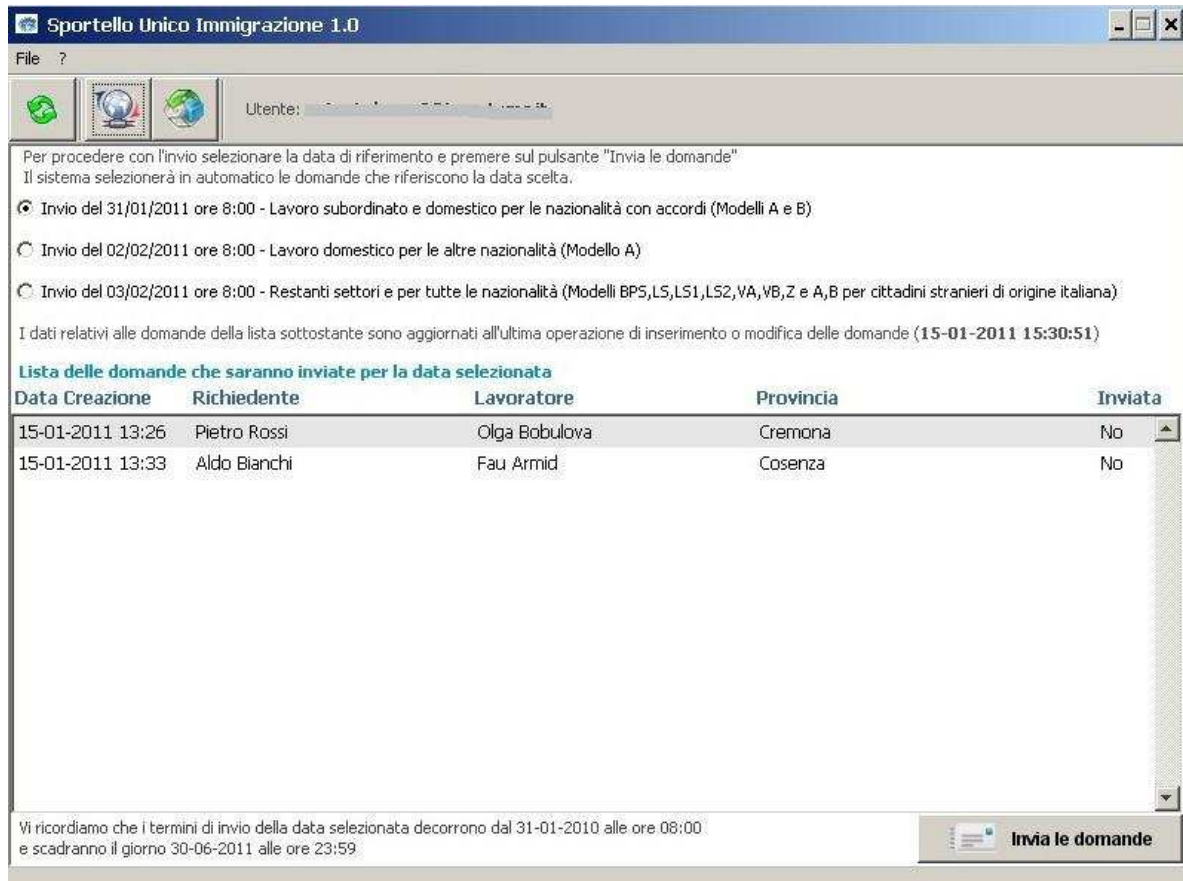 Sportello Unico Immigrazione 1.0
File ?
Utente:
Per procedere con l'invio selezionare la data di riferimento e premere sul pulsante "Invia le domande"
Il sistema selezionerà in automatico le domande che riferiscono la data scelta.
Invio del 31/01/2011 ore 8:00 - Lavoro subordinato e domestico per le nazionalità con accordi (Modelli A e B)
Invio del 02/02/2011 ore 8:00 - Lavoro domestico per le altre nazionalità (Modello A)
Invio del 03/02/2011 ore 8:00 - Restanti settori e per tutte le nazionalità (Modelli BPS,LS,LS1,LS2,VA,VB,Z e A,B per cittadini stranieri di origine italiana)
I dati relativi alle domande della lista sottostante sono aggiornati all'ultima operazione di inserimento o modifica delle domande (15-01-2011 15:30:51)
Lista delle domande che saranno inviate per la data selezionata
Data Creazione Richiedente Lavoratore Provincia Inviata
15-01-2011 13:26 Pietro Rossi Olga Bobulova Cremona No
15-01-2011 13:33 Aldo Bianchi Fau Armid Cosenza No
Vi ricordiamo che i termini di invio della data selezionata decorrono dal 31-01-2010 alle ore 08:00
e scadranno il giorno 30-06-2011 alle ore 23:59
Invia le domande